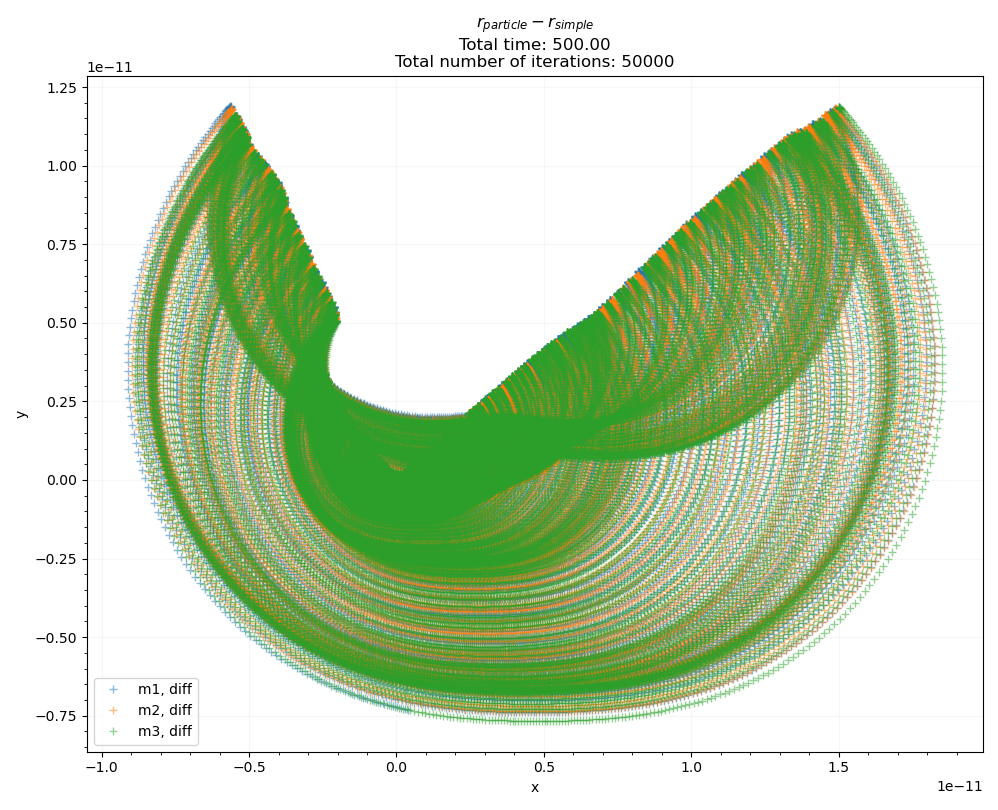 r_particle − r_simple
Total time: 500.00
Total number of iterations: 50000
1e−11
1.25
1.00
0.75
0.50
0.25
0.00
−0.25
−0.50
−0.75
y
m1, diff
m2, diff
m3, diff
−1.0
−0.5
0.0
0.5
1.0
1.5
x
1e−11